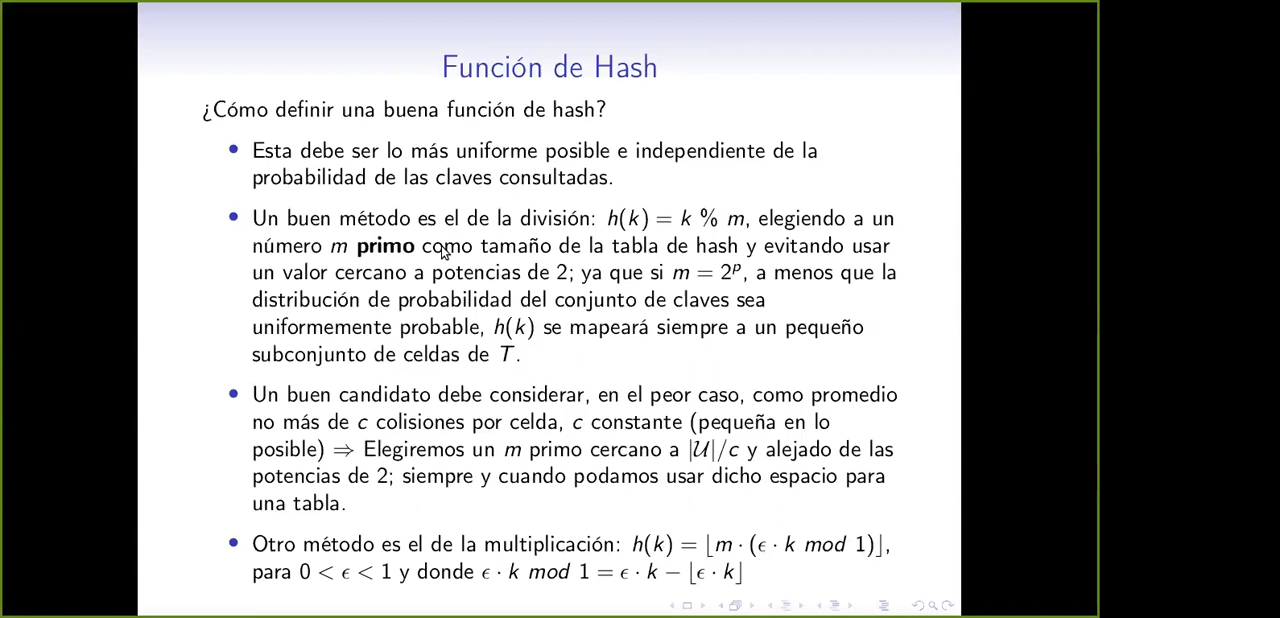 Función de Hash
¿Cómo definir una buena función de hash?
• Esta debe ser lo más uniforme posible e independiente de la
probabilidad de las claves consultadas.
• Un buen método es el de la división: h(k) = k % m, elegiendo a un
número m primo como tamaño de la tabla de hash y evitando usar
un valor cercano a potencias de 2; ya que si m = 2ᵖ, a menos que la
distribución de probabilidad del conjunto de claves sea
uniformemente probable, h(k) se mapeará siempre a un pequeño
subconjunto de celdas de T.
• Un buen candidato debe considerar, en el peor caso, como promedio
no más de c colisiones por celda, c constante (pequeña en lo
posible) ⇒ Elegiremos un m primo cercano a |𝒰|/c y alejado de las
potencias de 2; siempre y cuando podamos usar dicho espacio para
una tabla.
• Otro método es el de la multiplicación: h(k) = ⌊m · (ϵ · k mod 1)⌋,
para 0 < ϵ < 1 y donde ϵ · k mod 1 = ϵ · k − ⌊ϵ · k⌋